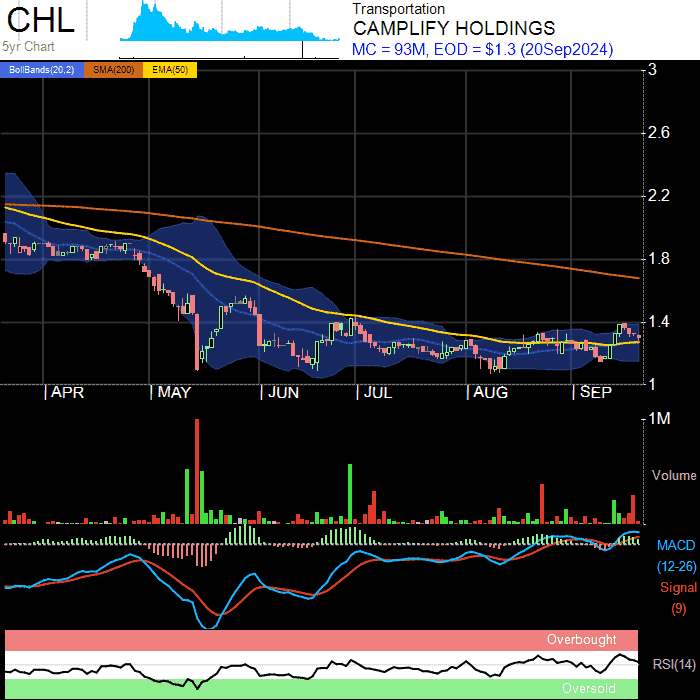 CHL
5yr Chart
Transportation
CAMPLIFY HOLDINGS
MC = 93M, EOD = $1.3 (20Sep2024)
BollBands(20,2) SMA(200) EMA(50)
3
2.6
2.2
1.8
1.4
1
APR MAY JUN JUL AUG SEP
1M
Volume
MACD
(12-26)
Signal
(9)
Overbought
RSI(14)
Oversold